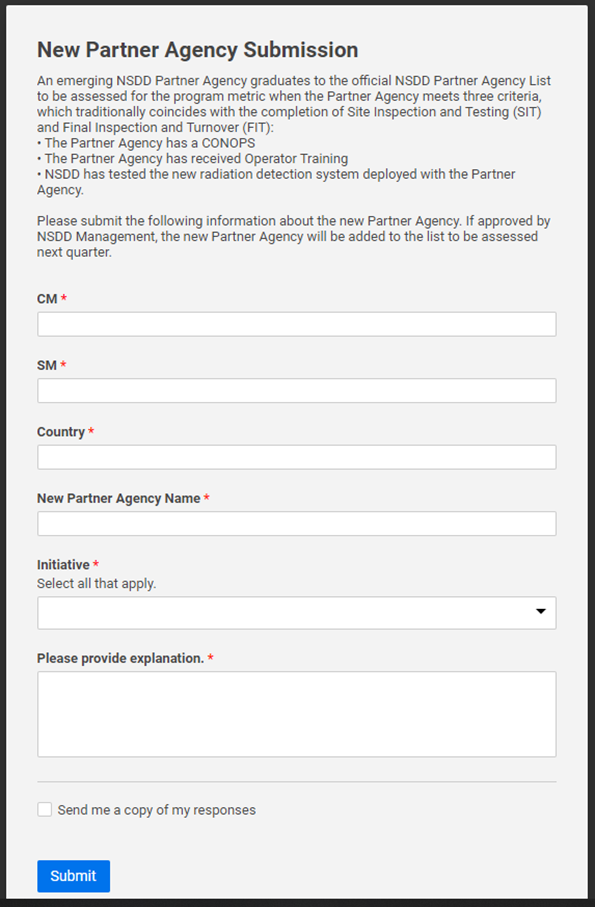 New Partner Agency Submission
An emerging NSDD Partner Agency graduates to the official NSDD Partner Agency List
to be assessed for the program metric when the Partner Agency meets three criteria,
which traditionally coincides with the completion of Site Inspection and Testing (SIT)
and Final Inspection and Turnover (FIT):
• The Partner Agency has a CONOPS
• The Partner Agency has received Operator Training
• NSDD has tested the new radiation detection system deployed with the Partner
Agency.
Please submit the following information about the new Partner Agency. If approved by
NSDD Management, the new Partner Agency will be added to the list to be assessed
next quarter.
CM *
SM *
Country *
New Partner Agency Name *
Initiative *
Select all that apply.
Please provide explanation. *
Send me a copy of my responses
Submit